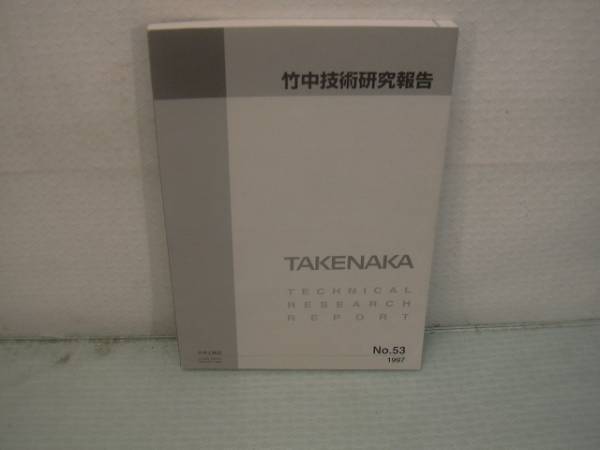 竹中技術研究報告
TAKENAKA
TECHNICAL
RESEARCH
REPORT
No.53
1997